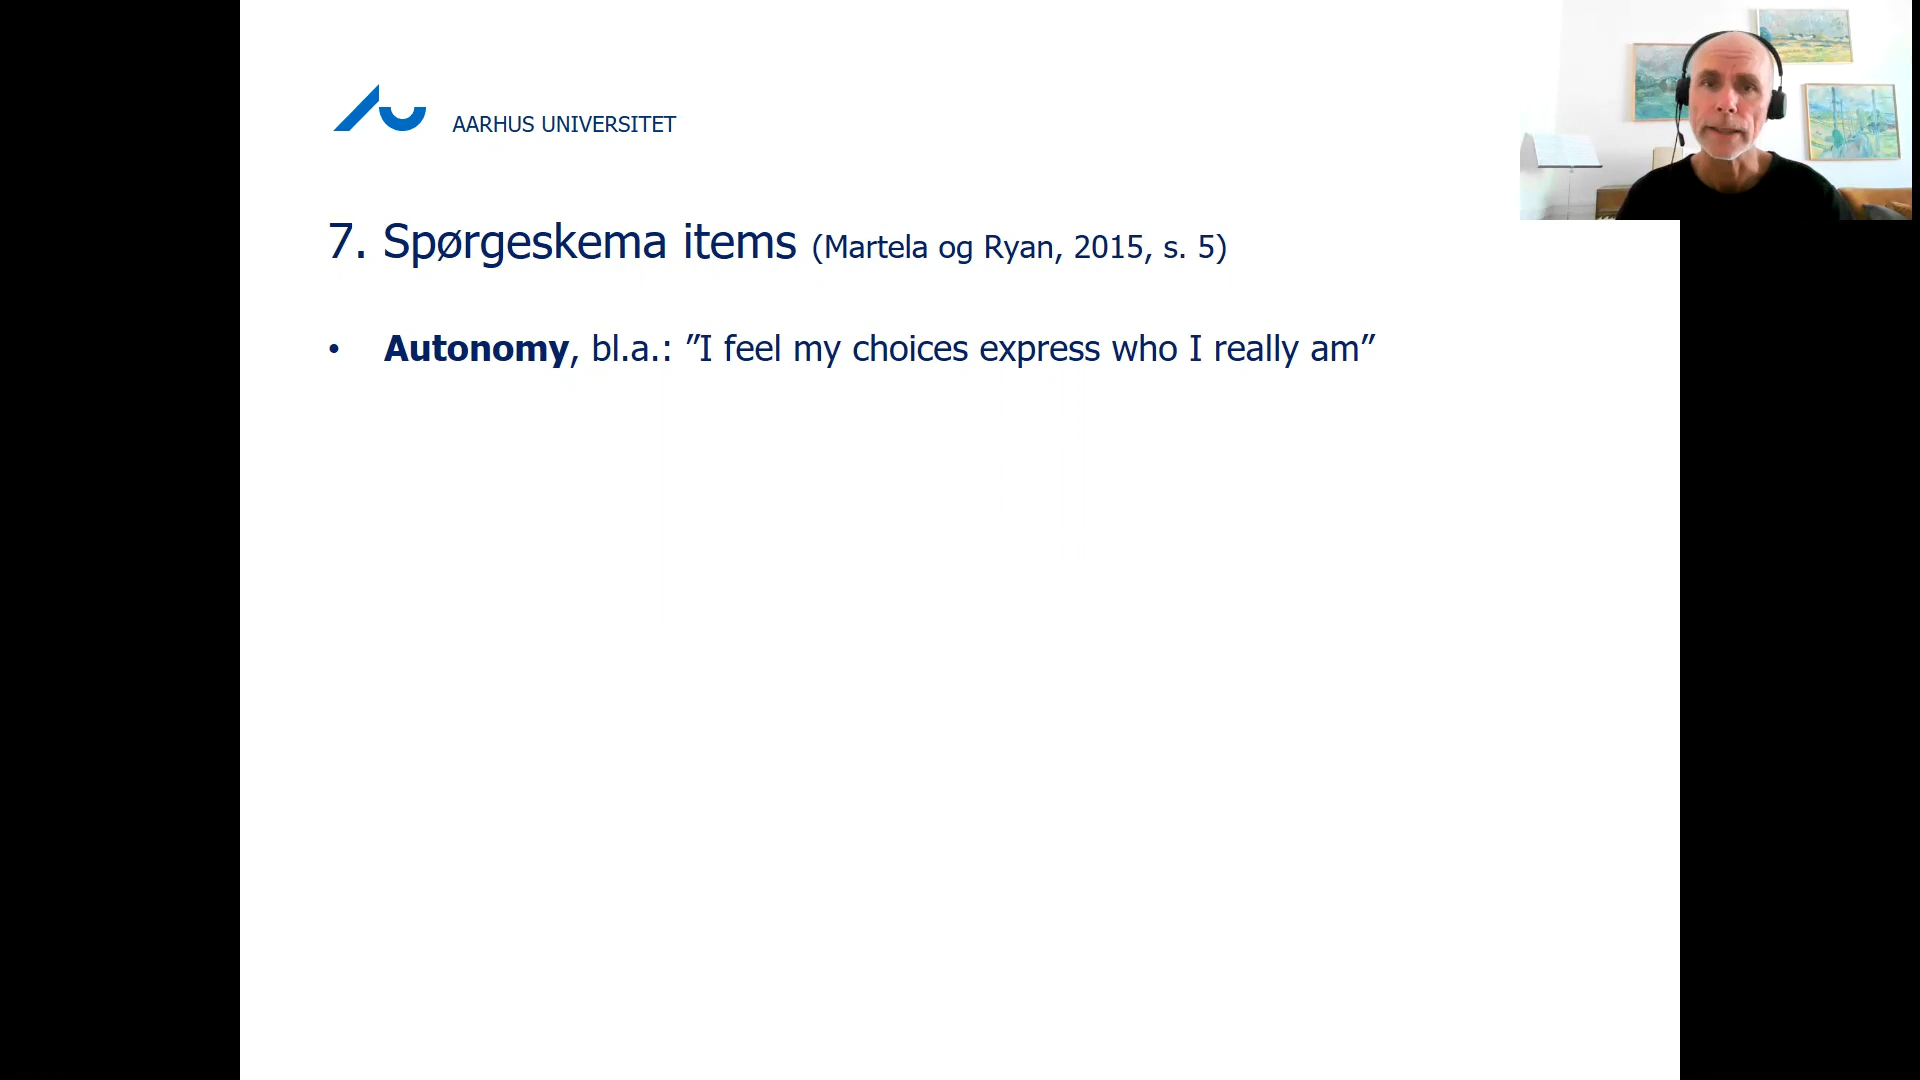 AARHUS UNIVERSITET
7. Spørgeskema items (Martela og Ryan, 2015, s. 5)
• Autonomy, bl.a.: ”I feel my choices express who I really am”